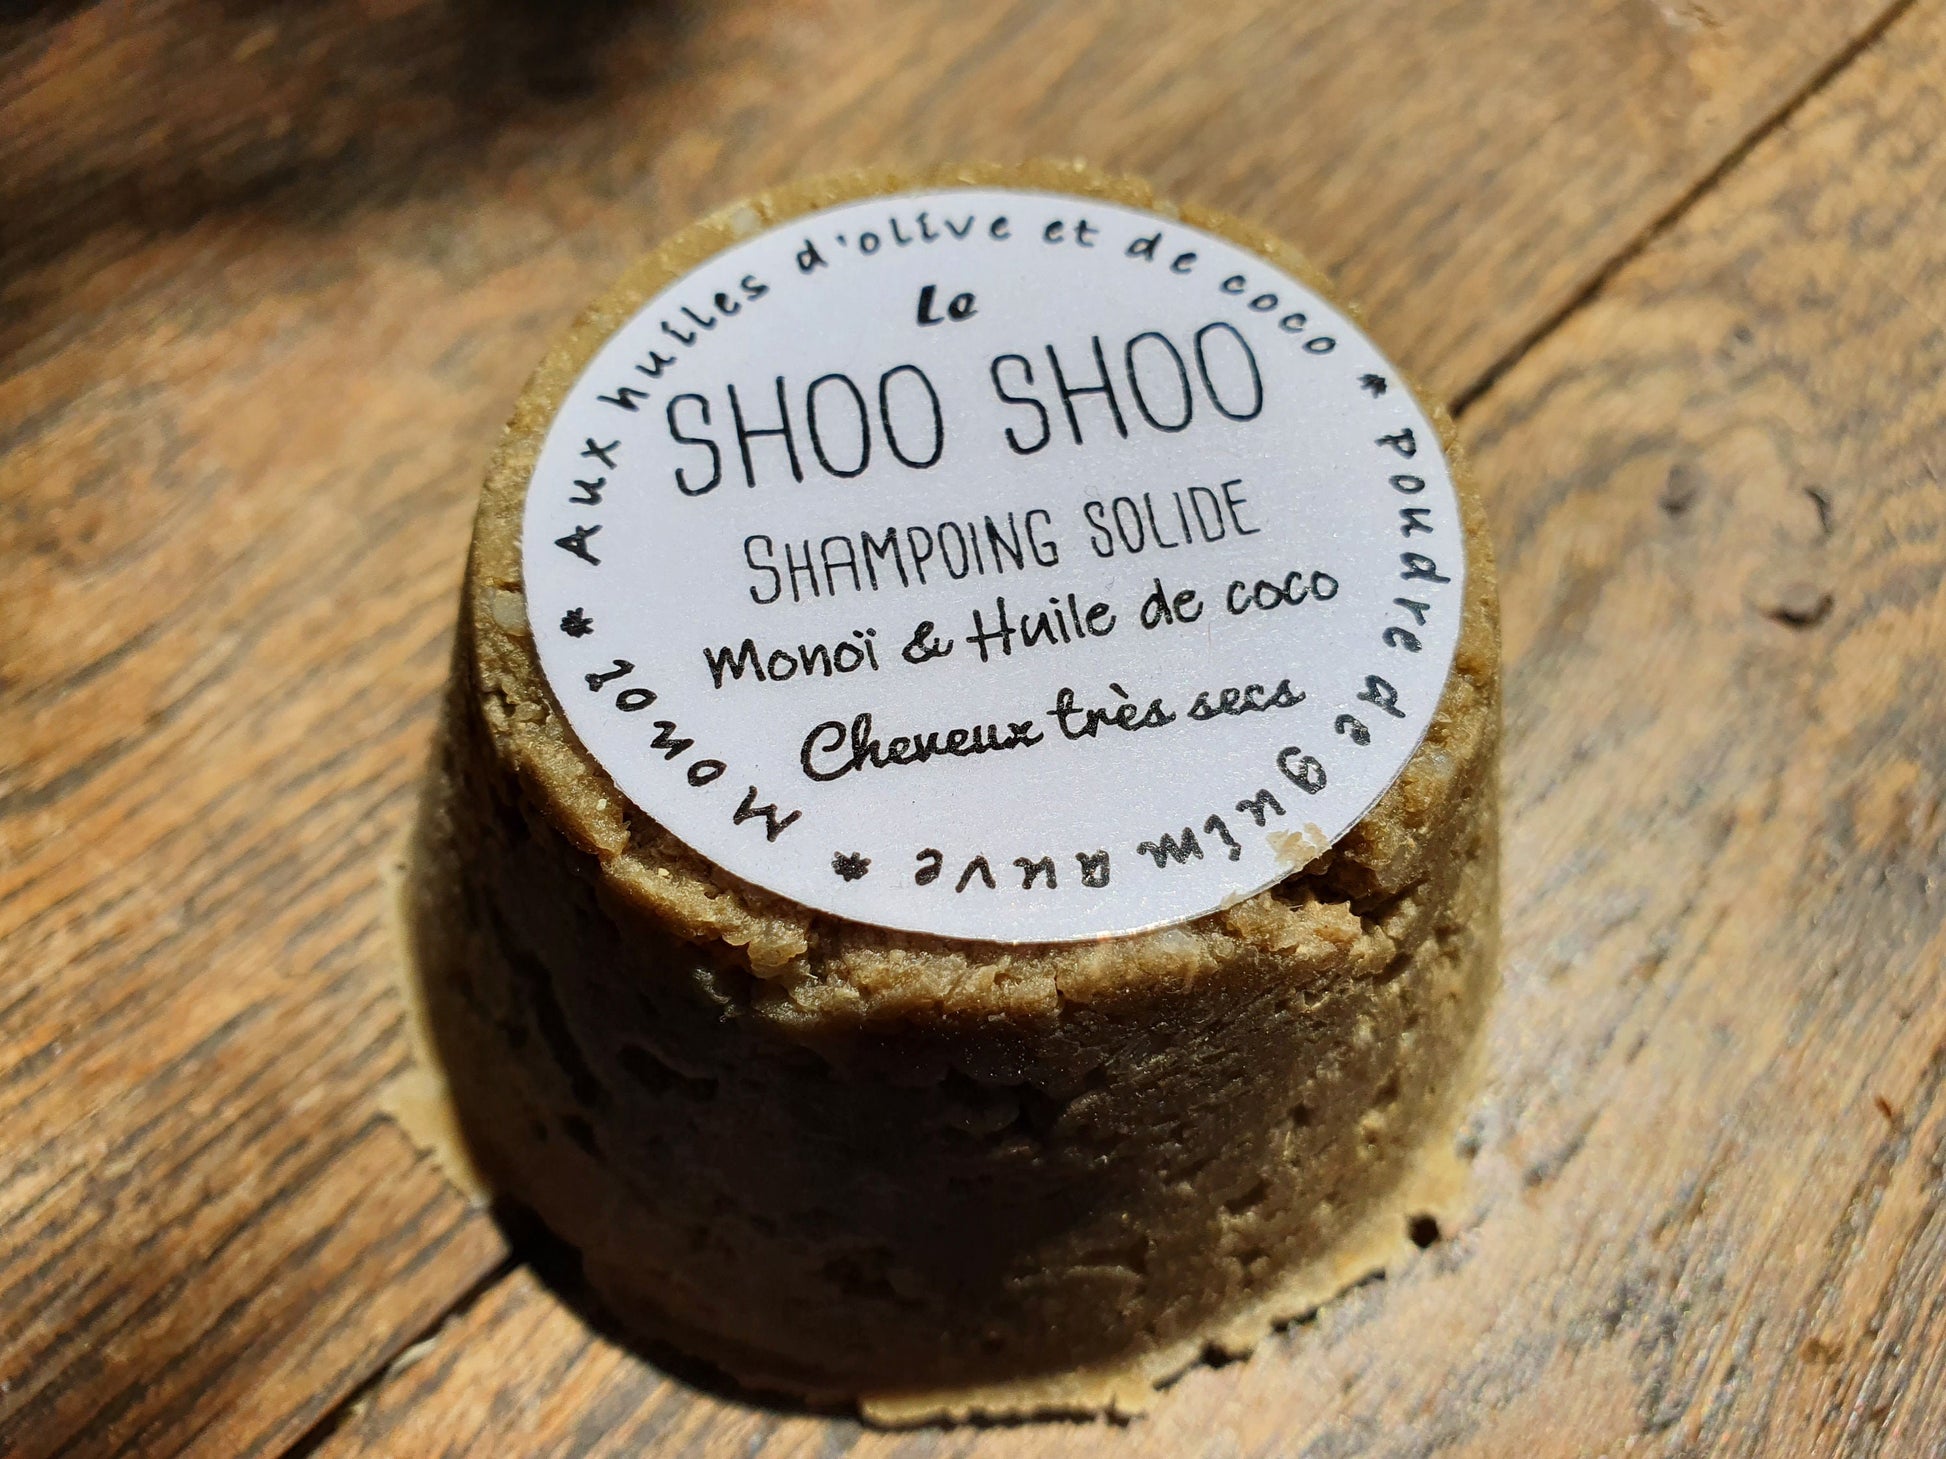 Le
SHOO SHOO
SHAMPOING SOLIDE
Monoï & Huile de coco
Cheveux très secs
* Aux huiles d'olive et de coco * poudre de guimauve * Monoï